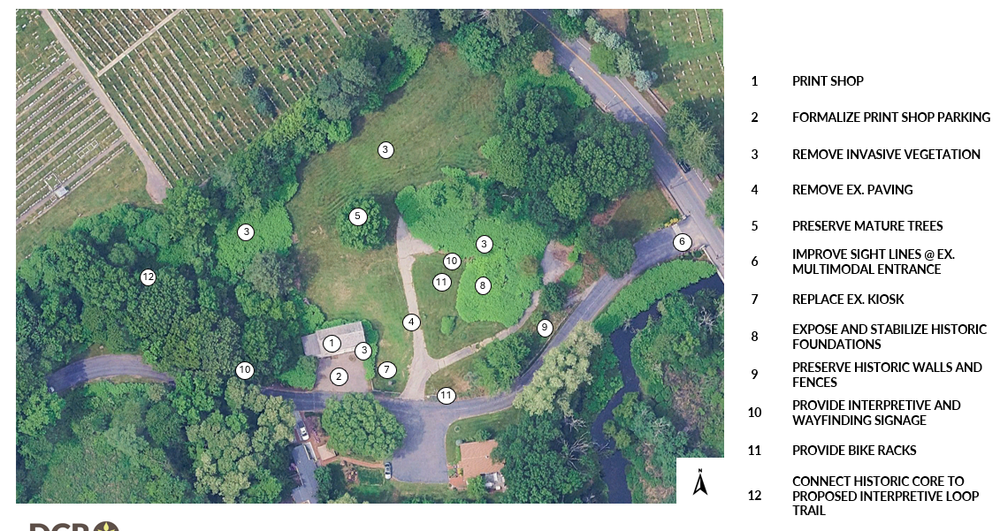 1 PRINT SHOP
2 FORMALIZE PRINT SHOP PARKING
3 REMOVE INVASIVE VEGETATION
4 REMOVE EX. PAVING
5 PRESERVE MATURE TREES
6 IMPROVE SIGHT LINES @ EX.
MULTIMODAL ENTRANCE
7 REPLACE EX. KIOSK
8 EXPOSE AND STABILIZE HISTORIC
FOUNDATIONS
9 PRESERVE HISTORIC WALLS AND
FENCES
10 PROVIDE INTERPRETIVE AND
WAYFINDING SIGNAGE
11 PROVIDE BIKE RACKS
12 CONNECT HISTORIC CORE TO
PROPOSED INTERPRETIVE LOOP
TRAIL
3
5
3
3
6
10
12
11
8
4
9
1
3
10
2
7
11
N
DCR